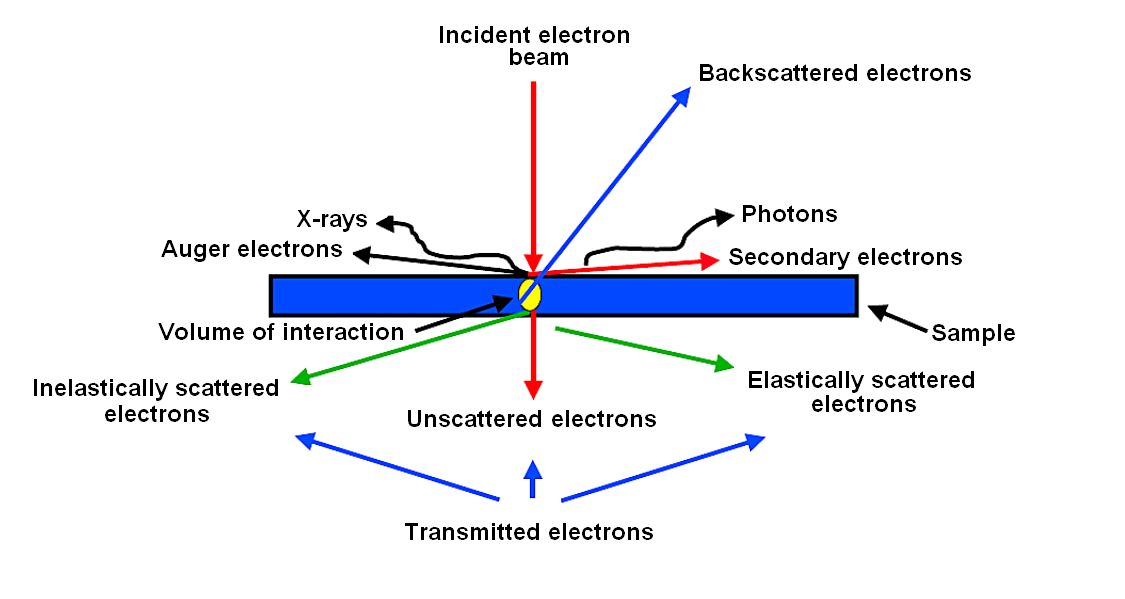 Incident electron
beam
Backscattered electrons
X-rays
Photons
Auger electrons
Secondary electrons
Volume of interaction
Sample
Inelastically scattered
electrons
Elastically scattered
electrons
Unscattered electrons
Transmitted electrons